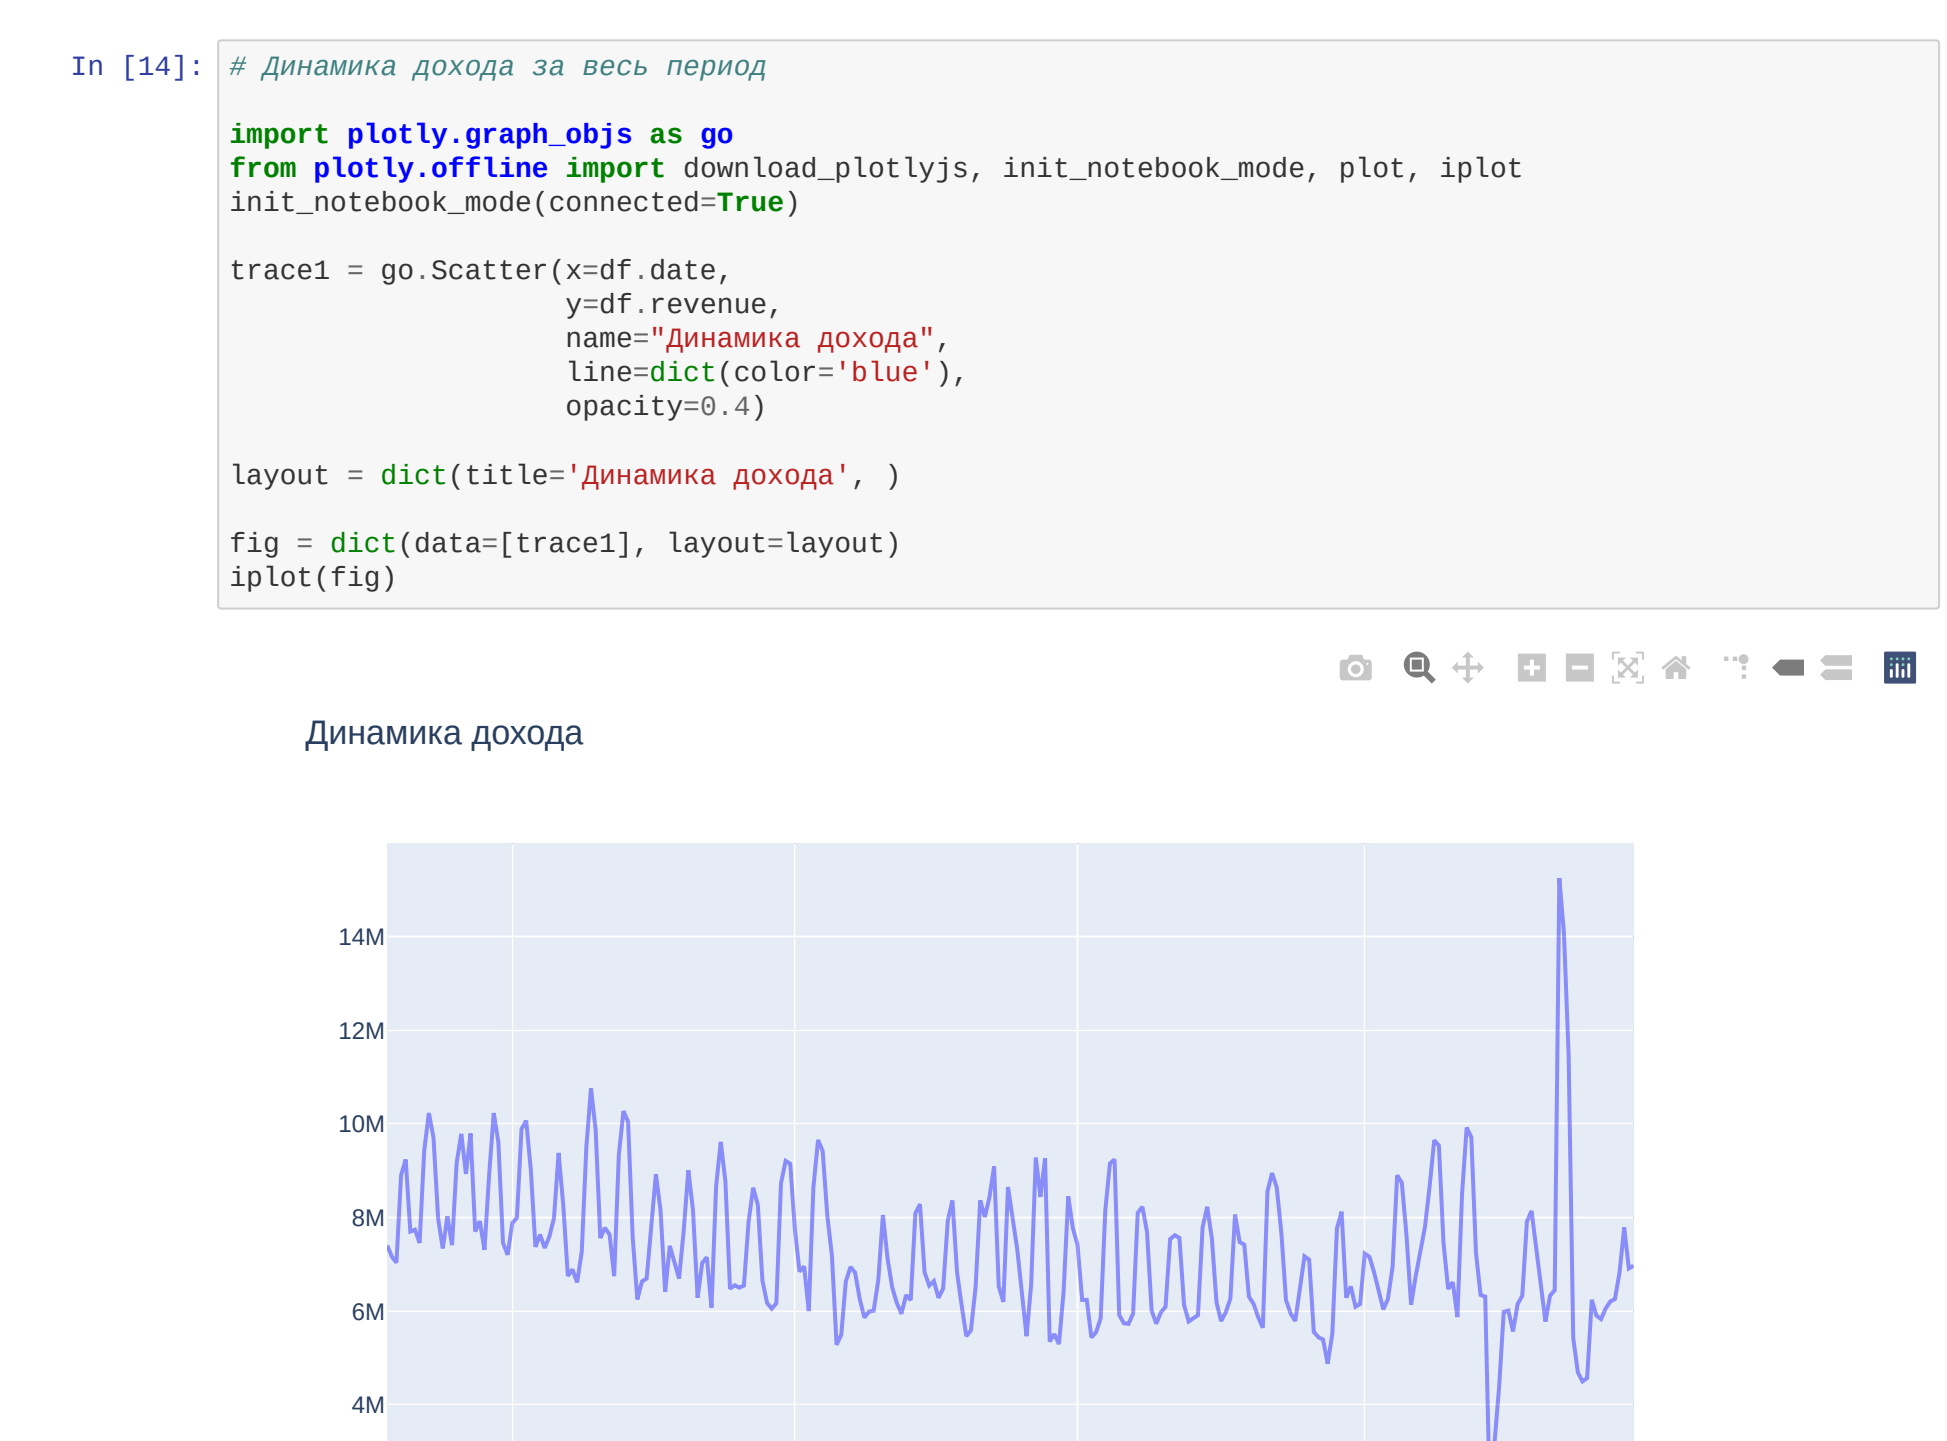 In [14]: # Динамика дохода за весь период
import plotly.graph_objs as go
from plotly.offline import download_plotlyjs, init_notebook_mode, plot, iplot
init_notebook_mode(connected=True)
trace1 = go.Scatter(x=df.date,
y=df.revenue,
name="Динамика дохода",
line=dict(color='blue'),
opacity=0.4)
layout = dict(title='Динамика дохода', )
fig = dict(data=[trace1], layout=layout)
iplot(fig)
Динамика дохода
14M
12M
10M
8M
6M
4M